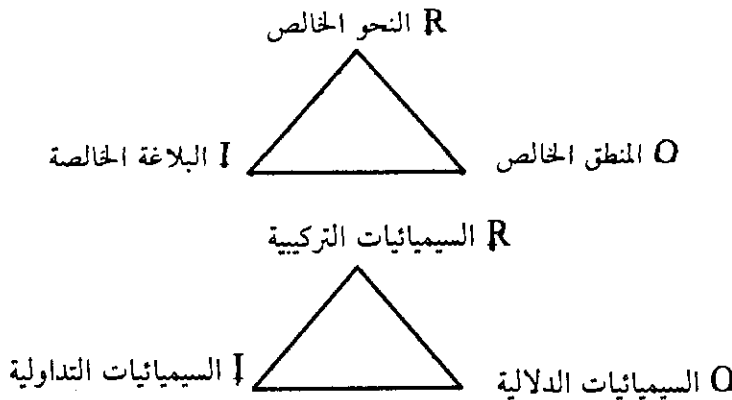 R النحو الخالص
O المنطق الخالص
I البلاغة الخالصة
R السيميائيات التركيبية
O السيميائيات الدلالية
I السيميائيات التداولية